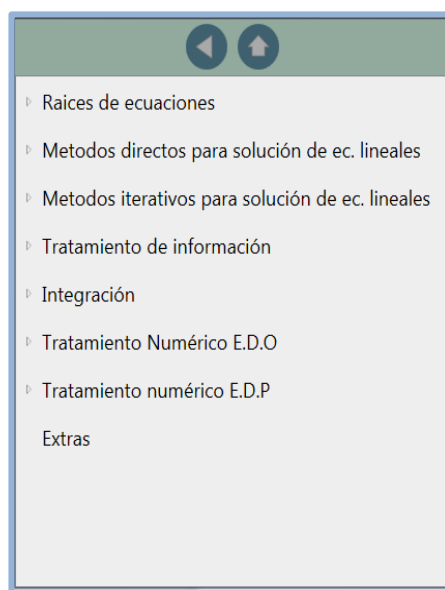 Raices de ecuaciones
Metodos directos para solución de ec. lineales
Metodos iterativos para solución de ec. lineales
Tratamiento de información
Integración
Tratamiento Numérico E.D.O
Tratamiento numérico E.D.P
Extras